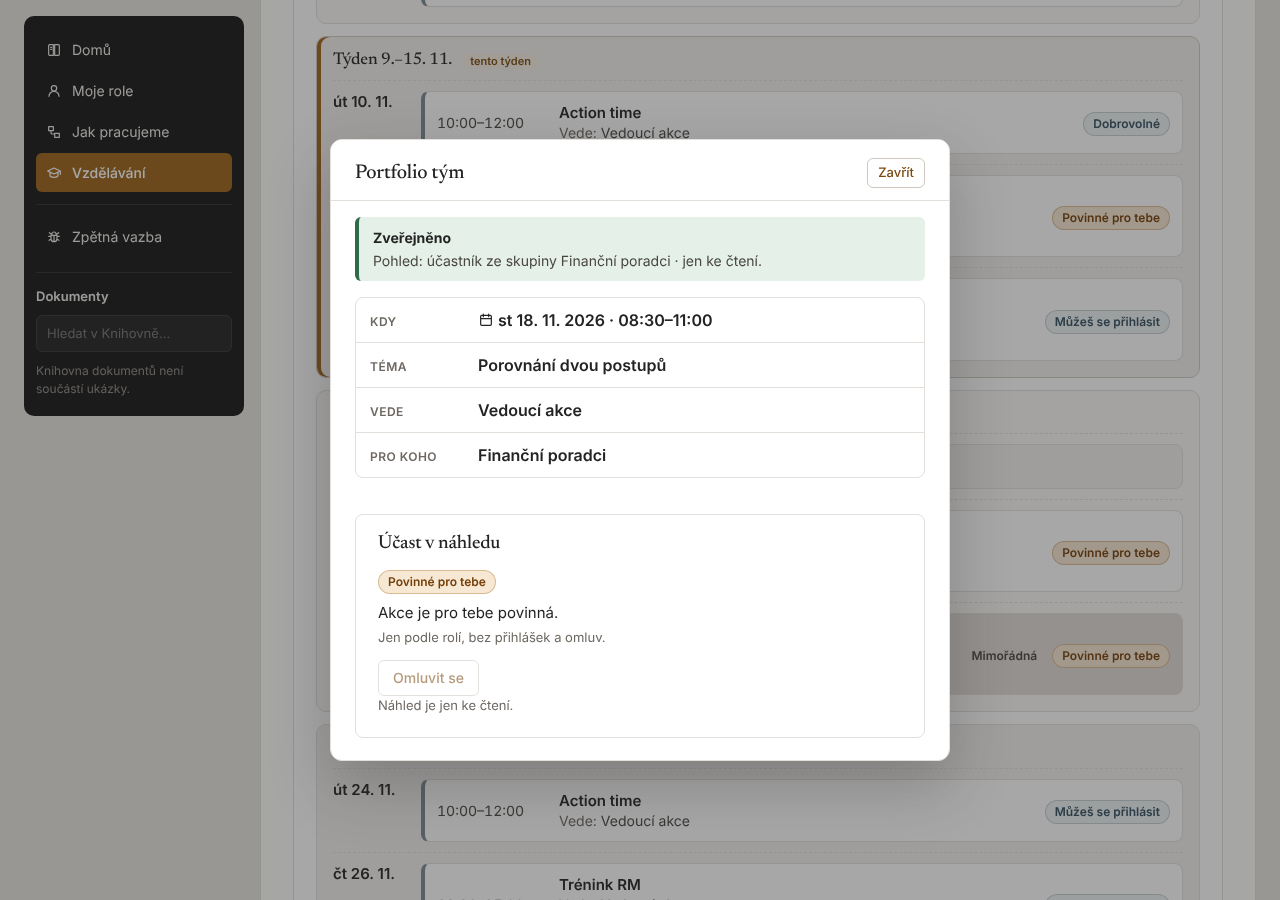 Domů
Moje role
Jak pracujeme
Vzdělávání
Zpětná vazba
Dokumenty
Hledat v Knihovně...
Knihovna dokumentů není
součástí ukázky.
Týden 9.–15. 11. tento týden
út 10. 11.
10:00–12:00
Action time
Vede: Vedoucí akce
Dobrovolné
Povinné pro tebe
Můžeš se přihlásit
Portfolio tým
Zavřít
Zveřejněno
Pohled: účastník ze skupiny Finanční poradci · jen ke čtení.
KDY st 18. 11. 2026 · 08:30–11:00
TÉMA Porovnání dvou postupů
VEDE Vedoucí akce
PRO KOHO Finanční poradci
Účast v náhledu
Povinné pro tebe
Akce je pro tebe povinná.
Jen podle rolí, bez přihlášek a omluv.
Omluvit se
Náhled je jen ke čtení.
Povinné pro tebe
Mimořádná Povinné pro tebe
út 24. 11.
10:00–12:00
Action time
Vede: Vedoucí akce
Můžeš se přihlásit
čt 26. 11.
Trénink RM